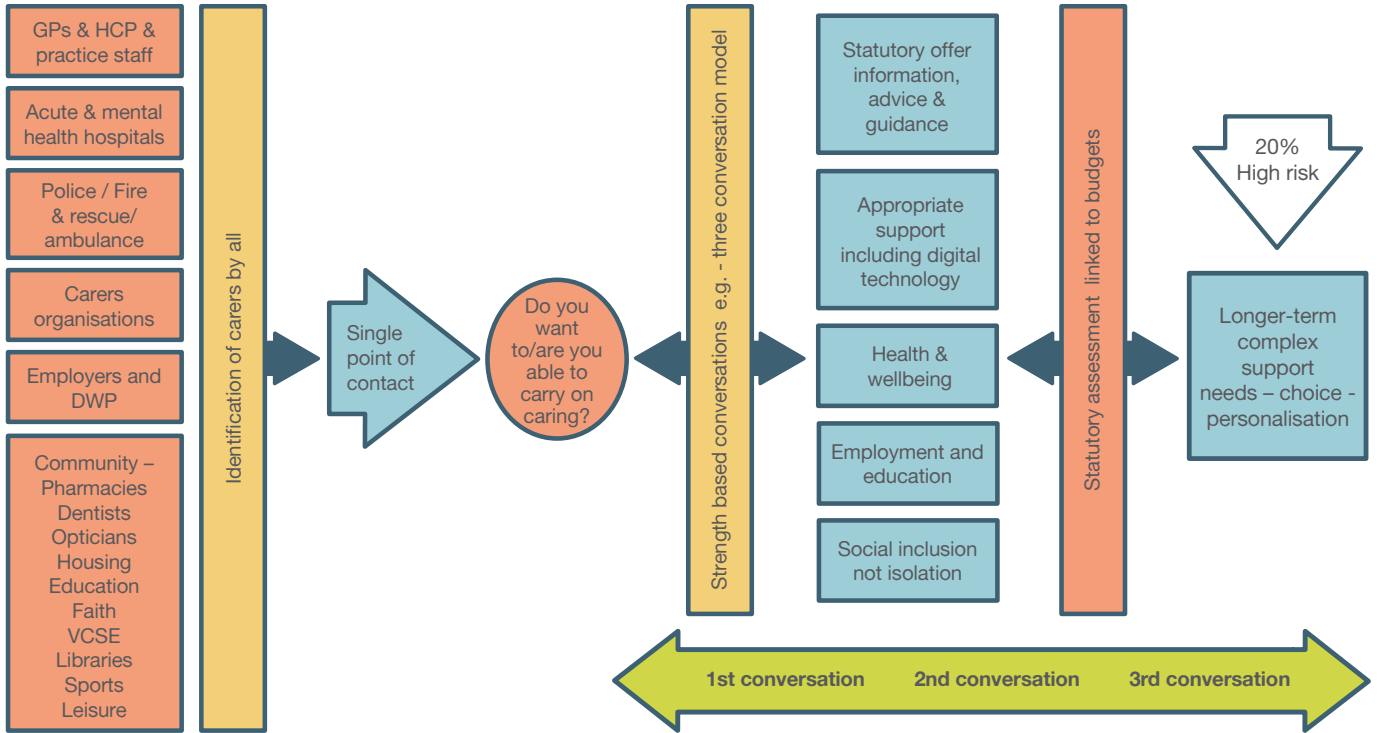 GPs & HCP &
practice staff
Acute & mental
health hospitals
Police / Fire
& rescue/
ambulance
Carers
organisations
Employers and
DWP
Community –
Pharmacies
Dentists
Opticians
Housing
Education
Faith
VCSE
Libraries
Sports
Leisure
Identification of carers by all
Single
point of
contact
Do you
want
to/are you
able to
carry on
caring?
Strength based conversations e.g. - three conversation model
Statutory offer
information,
advice &
guidance
Appropriate
support
including digital
technology
Health &
wellbeing
Employment and
education
Social inclusion
not isolation
Statutory assessment linked to budgets
20%
High risk
Longer-term
complex
support
needs – choice -
personalisation
1st conversation 2nd conversation 3rd conversation